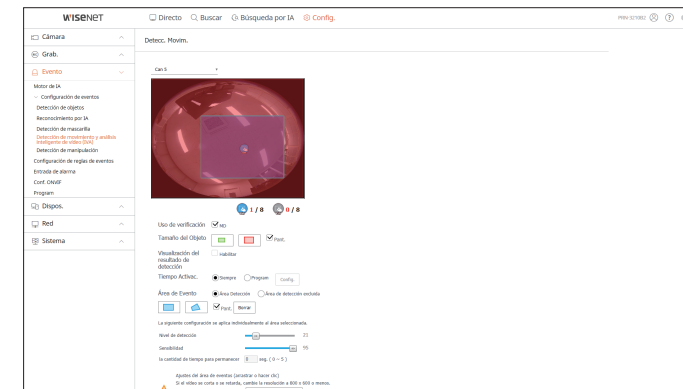 WISENET
Directo Buscar Búsqueda por IA Config.
Cámara
Grab.
Evento
Motor de IA
Configuración de eventos
Detección de objetos
Reconocimiento por IA
Detección de mascarilla
Detección de movimiento y análisis
inteligente de vídeo (IVA)
Detección de manipulación
Configuración de reglas de eventos
Entrada de alarma
Conf. ONVIF
Program
Dispos.
Red
Sistema
Detecc. Movim.
Can 5
1 / 8 0 / 8
Uso de verificación MD
Tamaño del Objeto Pant.
Visualización del
resultado de
detección
Habilitar
Tiempo Activac. Siempre Program Config.
Área de Evento Área Detección Área de detección excluida
Pant. Borrar
La siguiente configuración se aplica individualmente al área seleccionada.
Nivel de detección
Sensibilidad
la cantidad de tiempo para permanecer seg. ( 0 ~ 5 )
Ajustes del área de eventos (arrastrar o hacer clic)
Si el vídeo se corta o se retarda, cambie la resolución a 800 x 600 o menos.